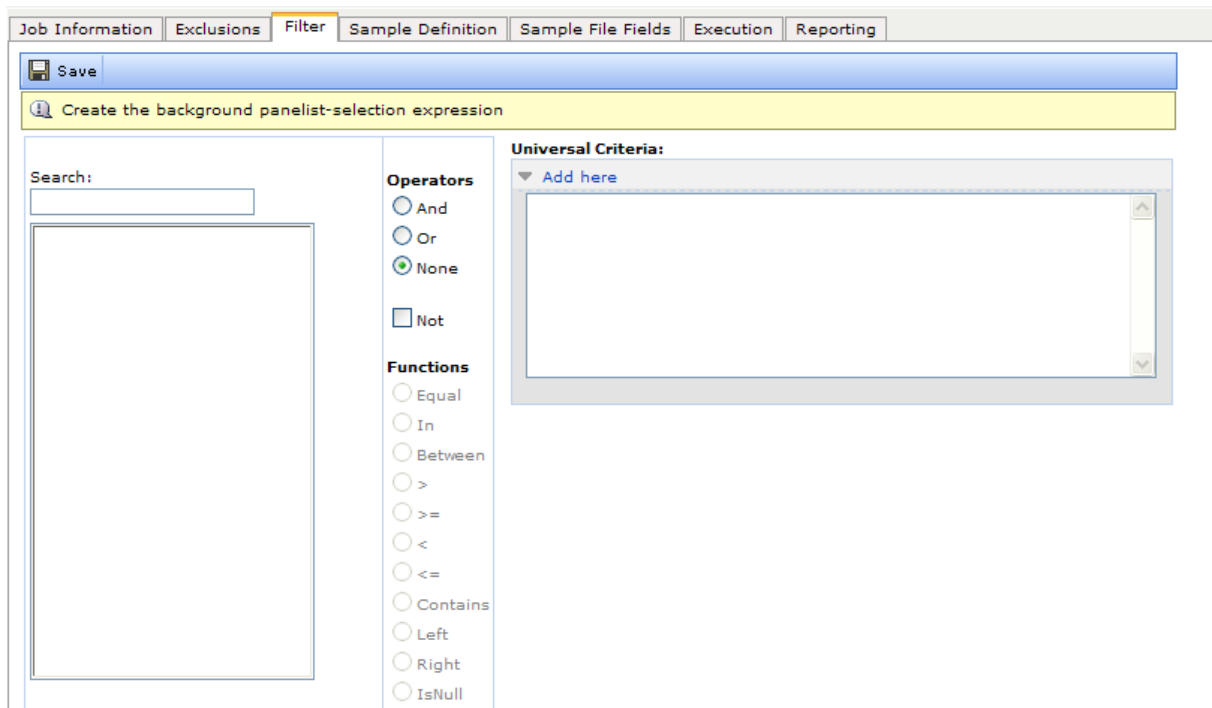 Job Information Exclusions Filter Sample Definition Sample File Fields Execution Reporting
Save
Create the background panelist-selection expression
Search:
Operators
And
Or
None
Not
Functions
Equal
In
Between
>
>=
<
<=
Contains
Left
Right
IsNull
Universal Criteria:
Add here